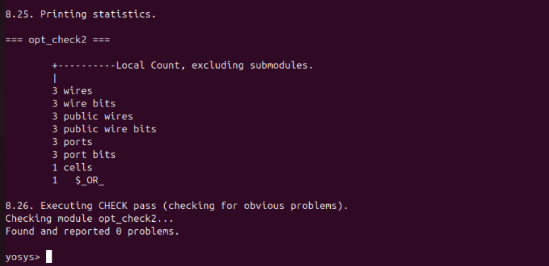 8.25. Printing statistics.
=== opt_check2 ===
+----------Local Count, excluding submodules.
|
3 wires
3 wire bits
3 public wires
3 public wire bits
3 ports
3 port bits
1 cells
1   $_OR_
8.26. Executing CHECK pass (checking for obvious problems).
Checking module opt_check2...
Found and reported 0 problems.
yosys>